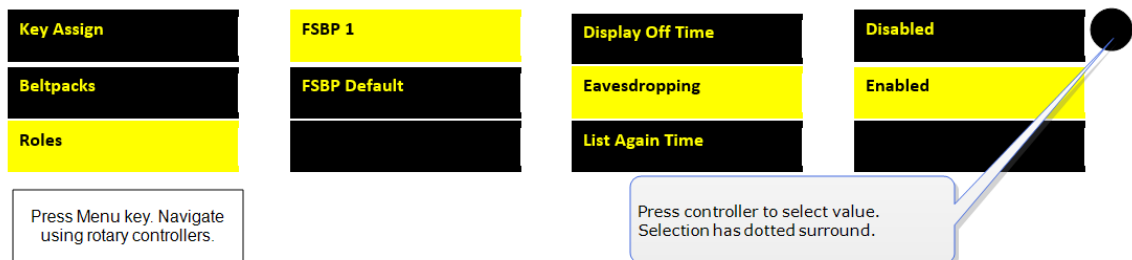 Key Assign
FSBP 1
Display Off Time
Disabled
Beltpacks
FSBP Default
Eavesdropping
Enabled
Roles
List Again Time
Press Menu key. Navigate
using rotary controllers.
Press controller to select value.
Selection has dotted surround.